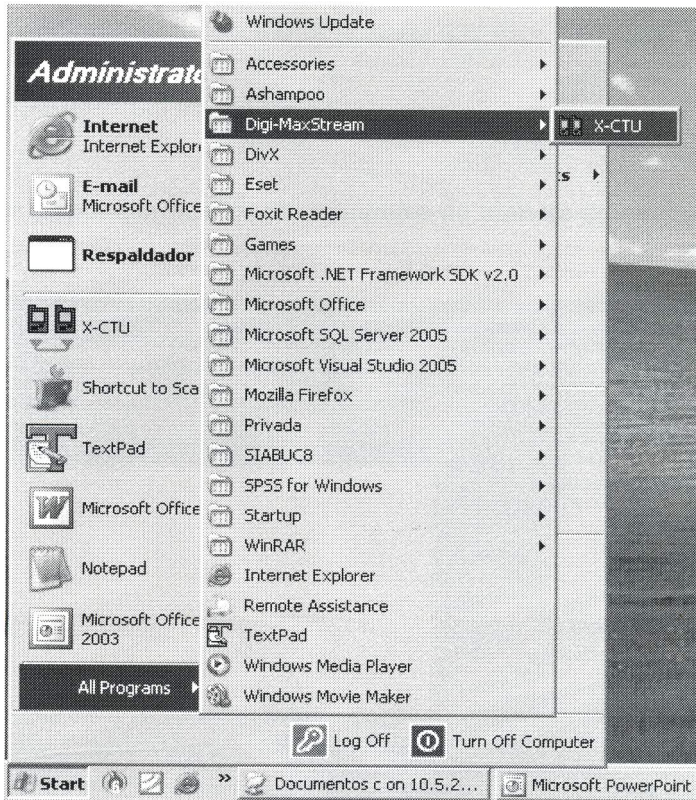 Windows Update
Administrato
Accessories
Ashampoo
Digi-MaxStream
X-CTU
DivX
Eset
Foxit Reader
Games
Microsoft .NET Framework SDK v2.0
Microsoft Office
Microsoft SQL Server 2005
Microsoft Visual Studio 2005
Mozilla Firefox
Privada
SIABUC8
SPSS for Windows
Startup
WinRAR
Internet Explorer
Remote Assistance
TextPad
Windows Media Player
Windows Movie Maker
Internet
Internet Explor
E-mail
Microsoft Office
Respaldador
X-CTU
Shortcut to Sca
TextPad
Microsoft Office
Notepad
Microsoft Office
2003
All Programs
ts
Log Off
Turn Off Computer
Start
»
Documentos c on 10.5.2...
Microsoft PowerPoint